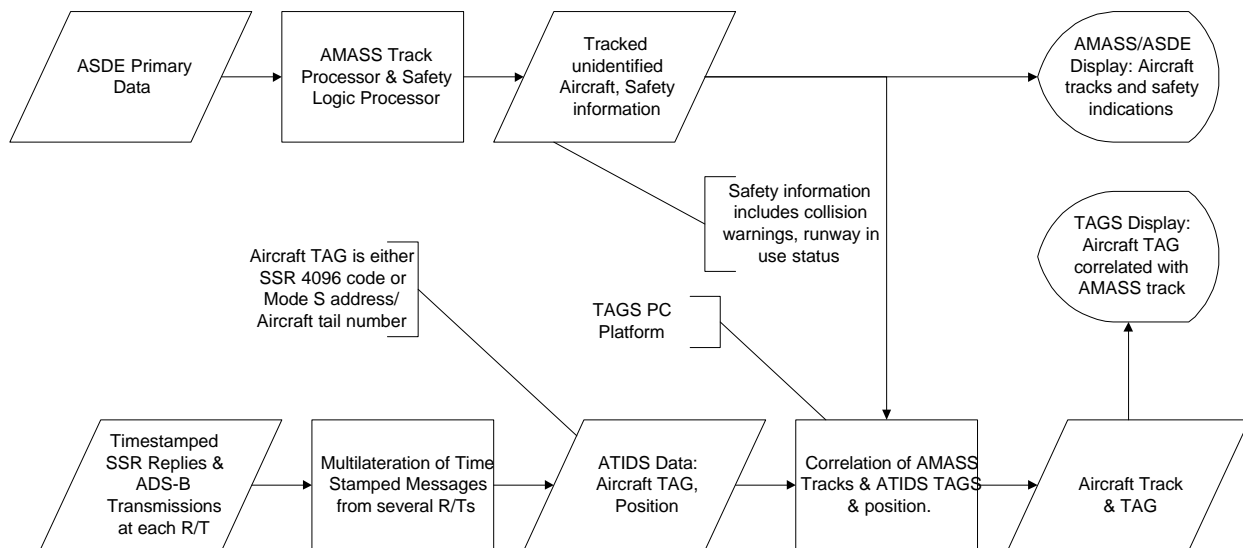 ASDE Primary
Data
AMASS Track
Processor & Safety
Logic Processor
Tracked
unidentified
Aircraft, Safety
information
AMASS/ASDE
Display: Aircraft
tracks and safety
indications
Safety information
includes collision
warnings, runway in
use status
TAGS Display:
Aircraft TAG
correlated with
AMASS track
Aircraft TAG is either
SSR 4096 code or
Mode S address/
Aircraft tail number
TAGS PC
Platform
Timestamped
SSR Replies &
ADS-B
Transmissions
at each R/T
Multilateration of Time
Stamped Messages
from several R/Ts
ATIDS Data:
Aircraft TAG,
Position
Correlation of AMASS
Tracks & ATIDS TAGS
& position.
Aircraft Track
& TAG